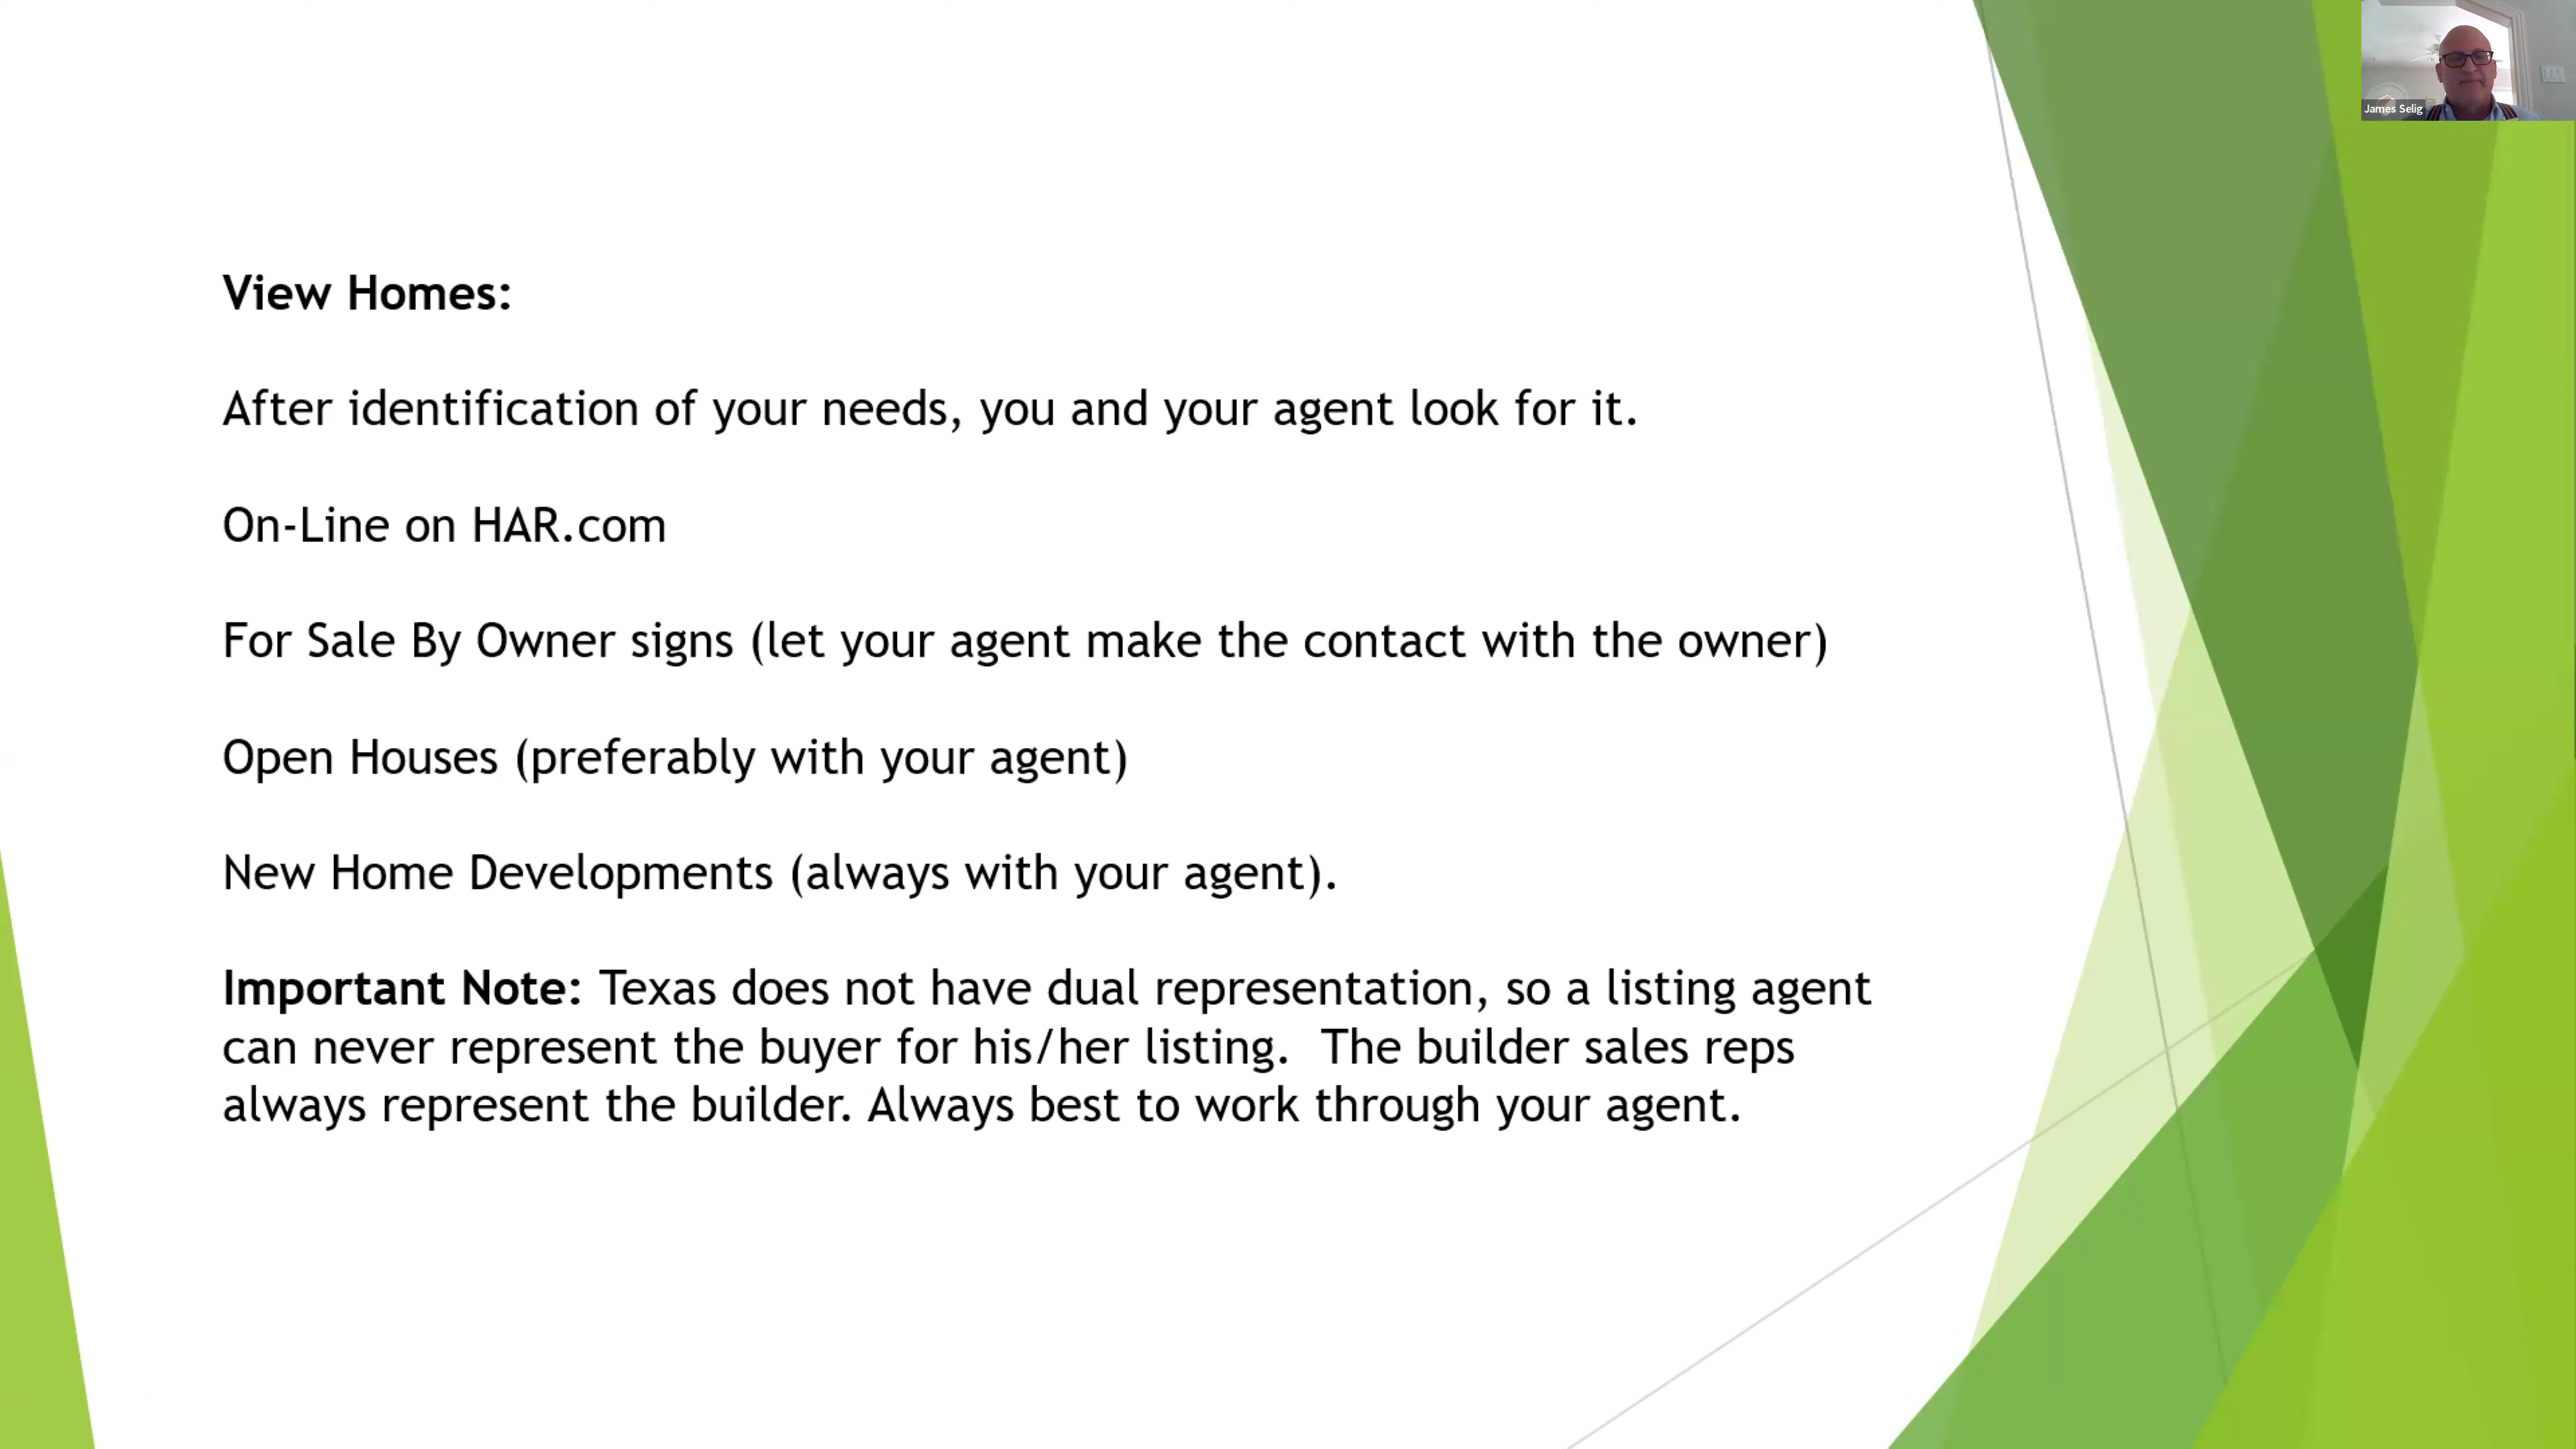 James Selig
View Homes:
After identification of your needs, you and your agent look for it.
On-Line on HAR.com
For Sale By Owner signs (let your agent make the contact with the owner)
Open Houses (preferably with your agent)
New Home Developments (always with your agent).
Important Note: Texas does not have dual representation, so a listing agent
can never represent the buyer for his/her listing.  The builder sales reps
always represent the builder. Always best to work through your agent.